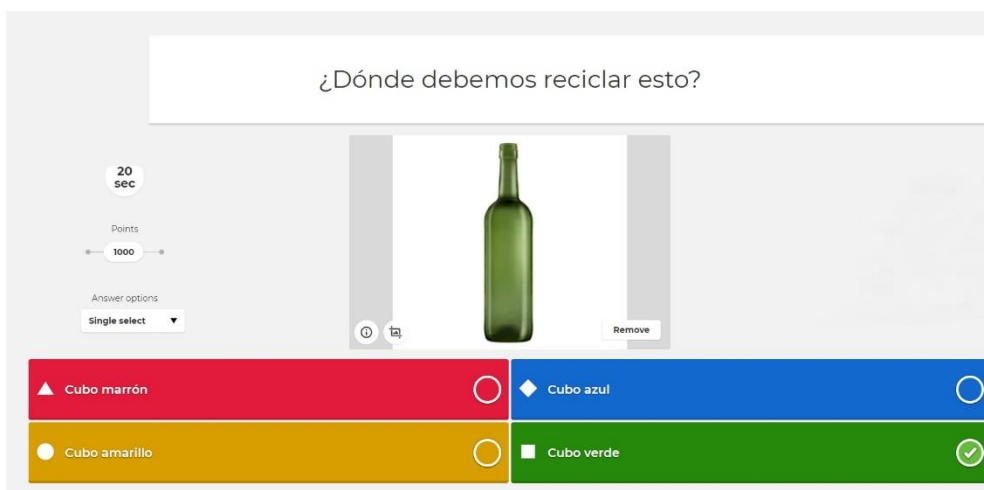 ¿Dónde debemos reciclar esto?
20
sec
Points
1000
Answer options
Single select
Remove
Cubo marrón
Cubo azul
Cubo amarillo
Cubo verde